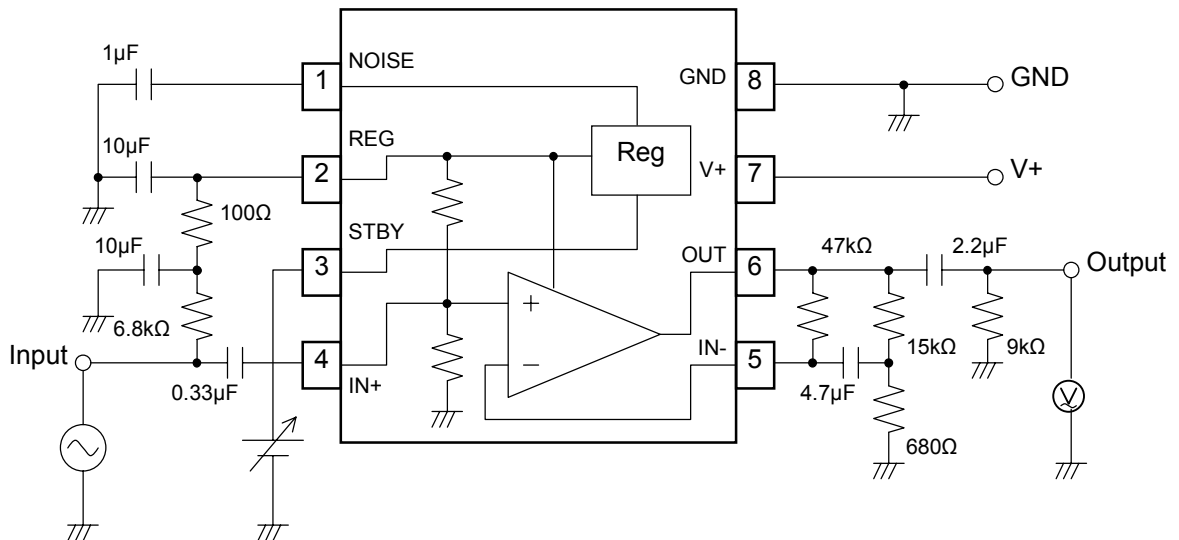 1µF
1
NOISE
GND
8
GND
10µF
2
REG
Reg
V+
7
V+
100Ω
10µF
3
STBY
OUT
6
47kΩ
2.2µF
Output
6.8kΩ
+
−
Input
0.33µF
4
IN+
IN-
5
4.7µF
15kΩ
9kΩ
V
680Ω